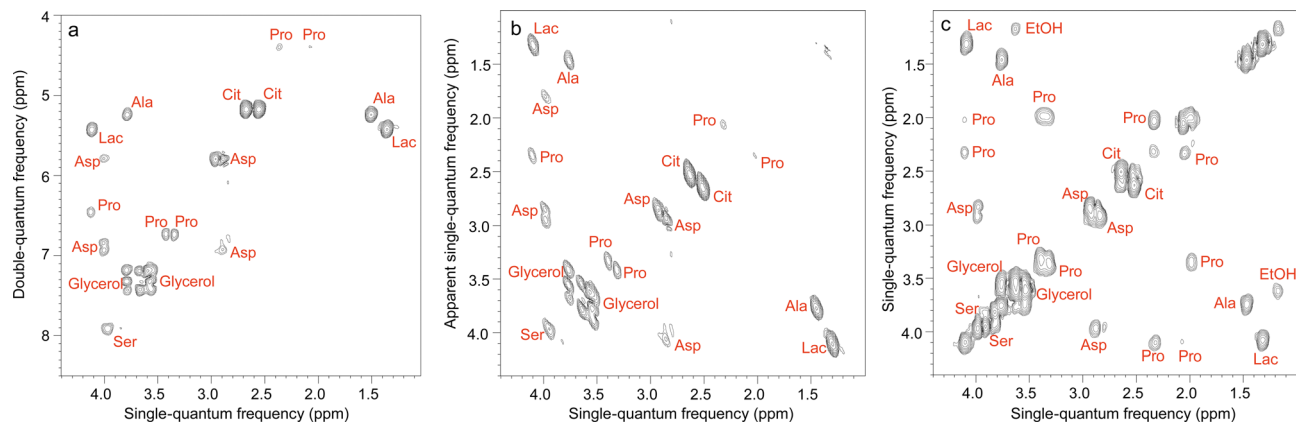 a
Double-quantum frequency (ppm)
4
5
6
7
8
Pro Pro
Cit Cit
Ala
Ala
Lac
Lac
Asp
Asp
Pro
Pro Pro
Asp
Asp
Glycerol
Glycerol
Ser
4.0 3.5 3.0 2.5 2.0 1.5
Single-quantum frequency (ppm)
b
Apparent single-quantum frequency (ppm)
1.5
2.0
2.5
3.0
3.5
4.0
Lac
Ala
Asp
Pro
Pro
Pro
Cit
Cit
Asp
Asp
Asp
Pro
Glycerol
Pro
Glycerol
Ala
Ser
Asp
Lac
4.0 3.5 3.0 2.5 2.0 1.5
Single-quantum frequency (ppm)
c
Single-quantum frequency (ppm)
1.5
2.0
2.5
3.0
3.5
4.0
Lac
EtOH
Ala
Pro
Pro
Pro
Pro
Pro
Cit
Cit
Asp
Asp
Pro
Pro
Pro
Glycerol
Glycerol
EtOH
Ala
Ser
Asp
Pro
Pro
Lac
4.0 3.5 3.0 2.5 2.0 1.5
Single-quantum frequency (ppm)